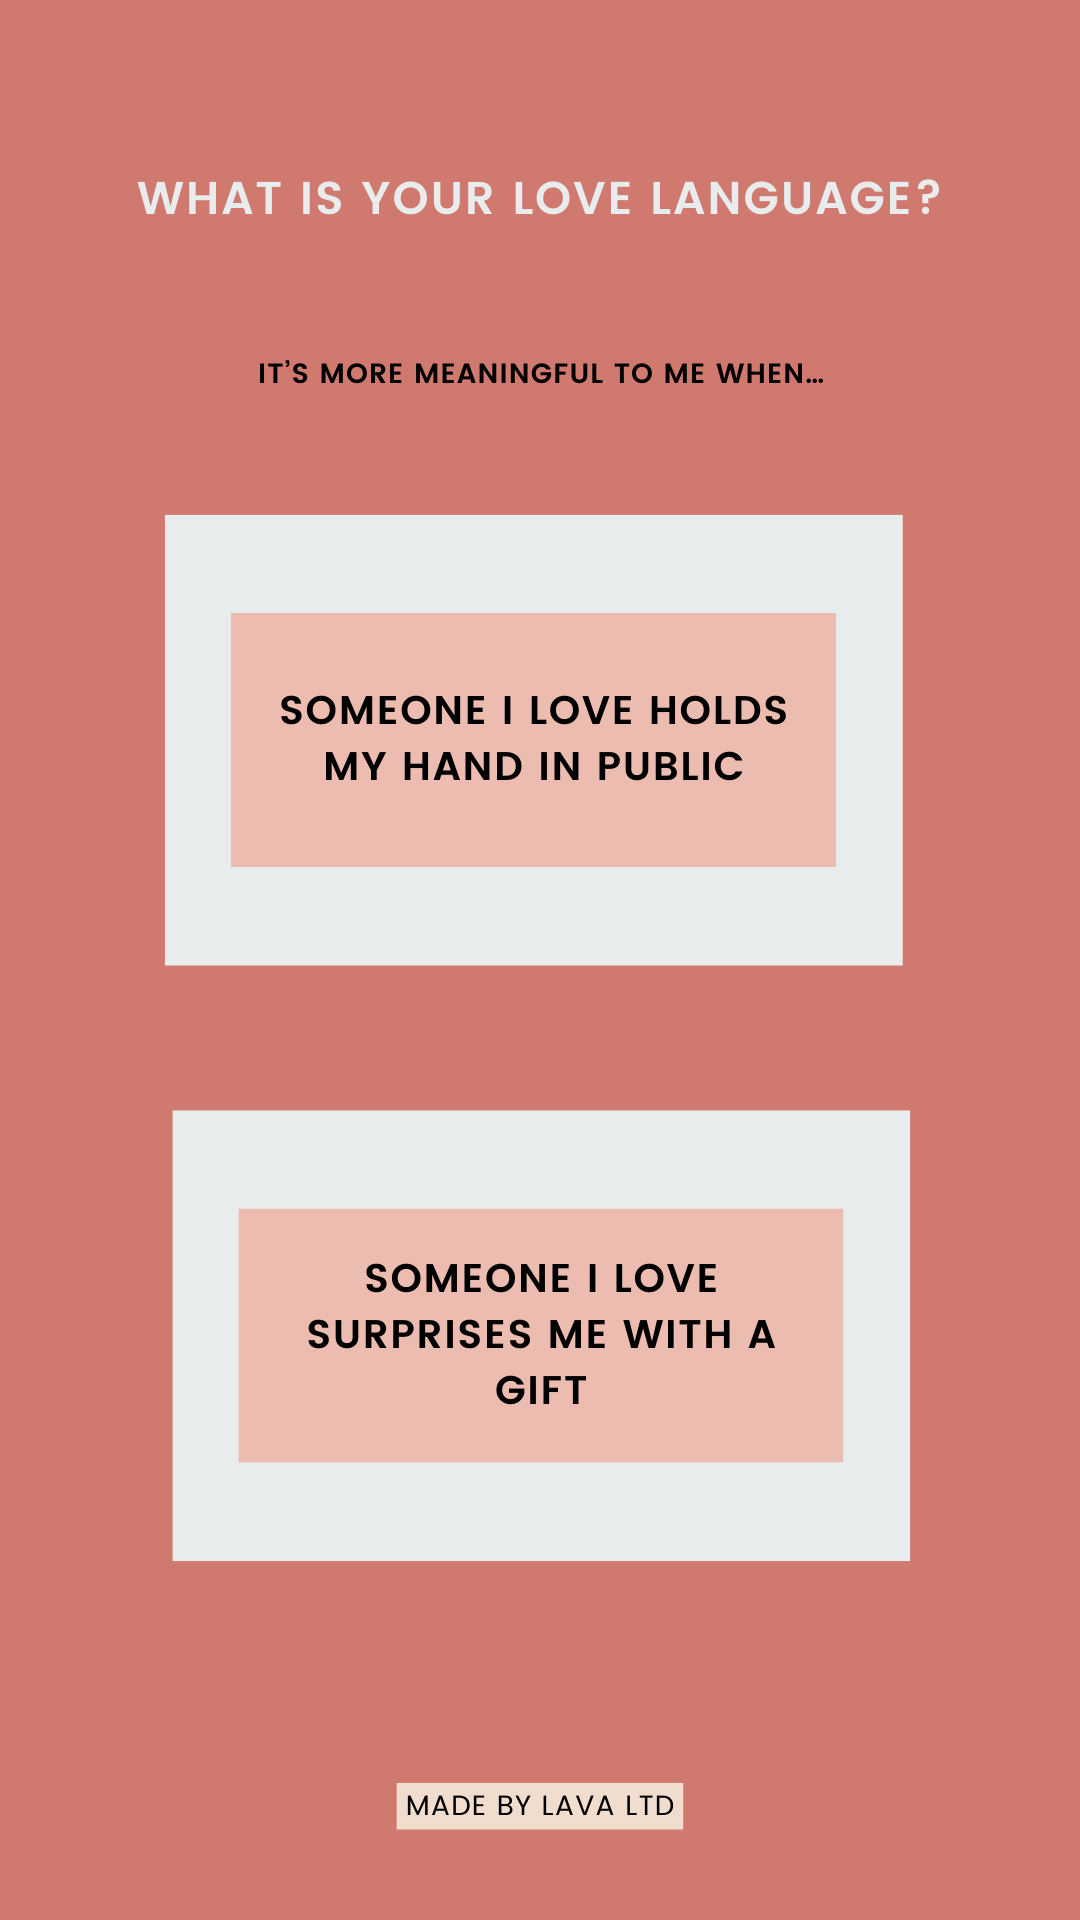 WHAT IS YOUR LOVE LANGUAGE?
IT’S MORE MEANINGFUL TO ME WHEN...
SOMEONE I LOVE HOLDS
MY HAND IN PUBLIC
SOMEONE I LOVE
SURPRISES ME WITH A
GIFT
MADE BY LAVA LTD